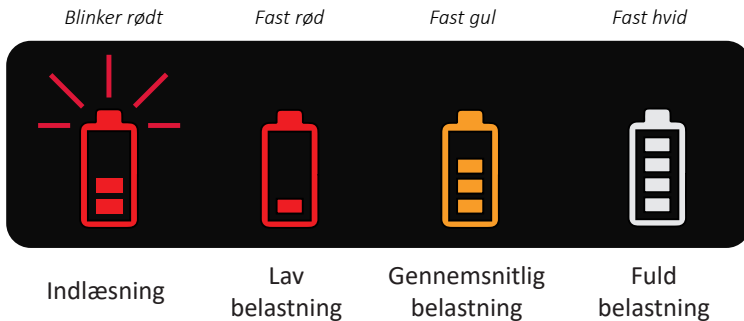 Blinker rødt
Fast rød
Fast gul
Fast hvid
Indlæsning
Lav
belastning
Gennemsnitlig
belastning
Fuld
belastning